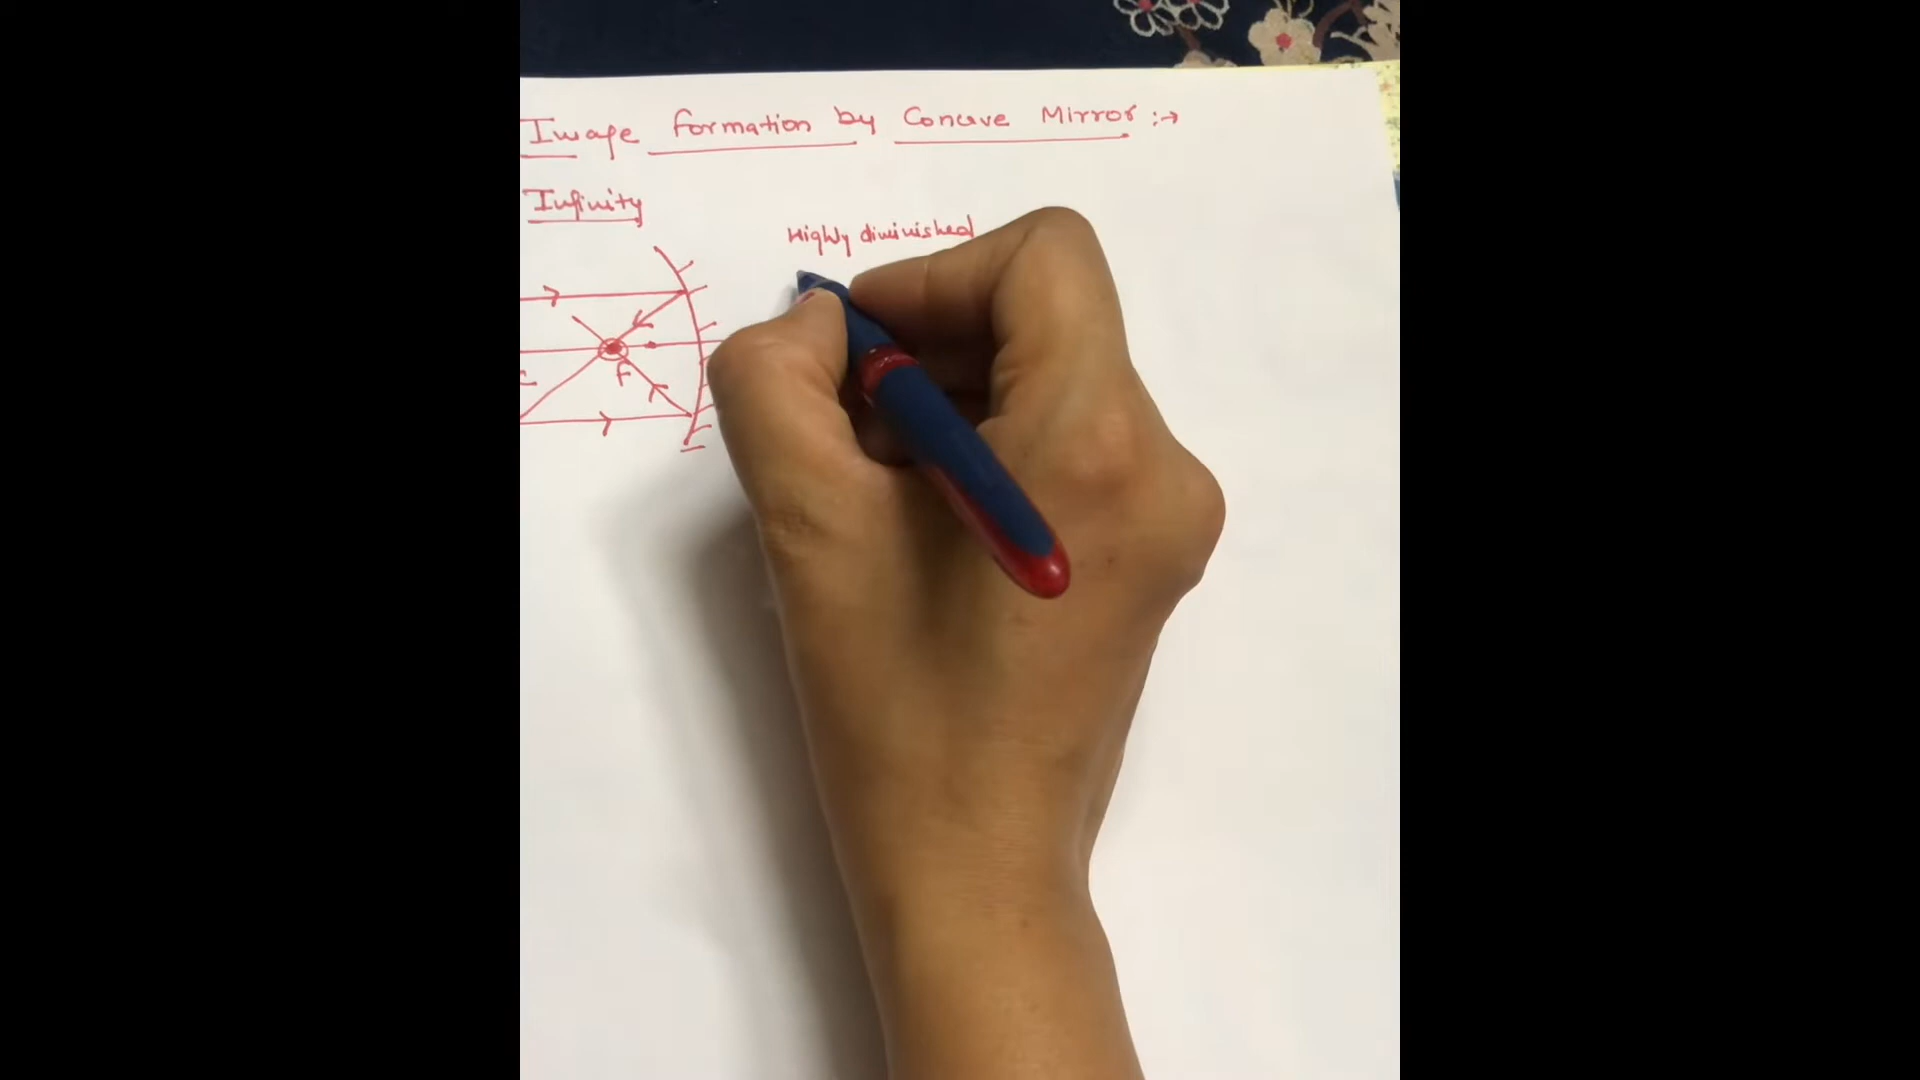 Image formation by Concave Mirror :→
Infinity
Highly diminished
F
C